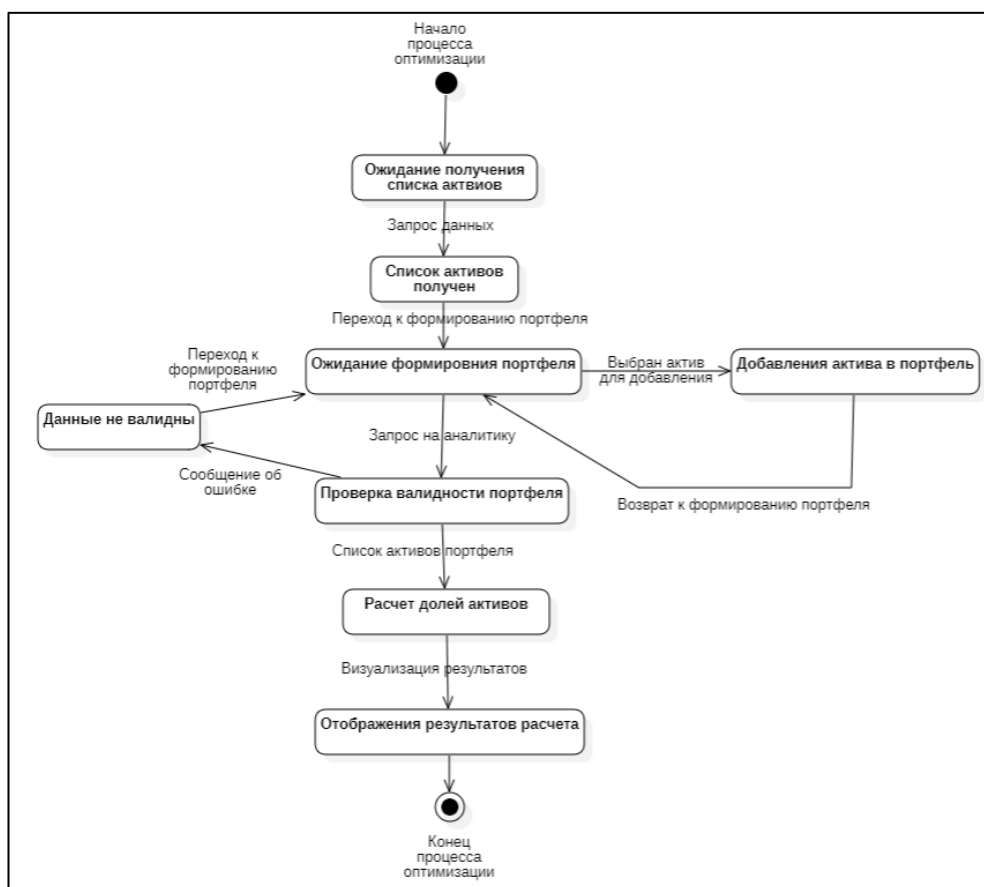 Начало
процесса
оптимизации
Ожидание получения
списка актвиов
Запрос данных
Список активов
получен
Переход к формированию портфеля
Ожидание формировния портфеля
Выбран актив
для добавления
Добавления актива в портфель
Переход к
формированию
портфеля
Данные не валидны
Запрос на аналитику
Сообщение об
ошибке
Проверка валидности портфеля
Возврат к формированию портфеля
Список активов портфеля
Расчет долей активов
Визуализация результатов
Отображения результатов расчета
Конец
процесса
оптимизации